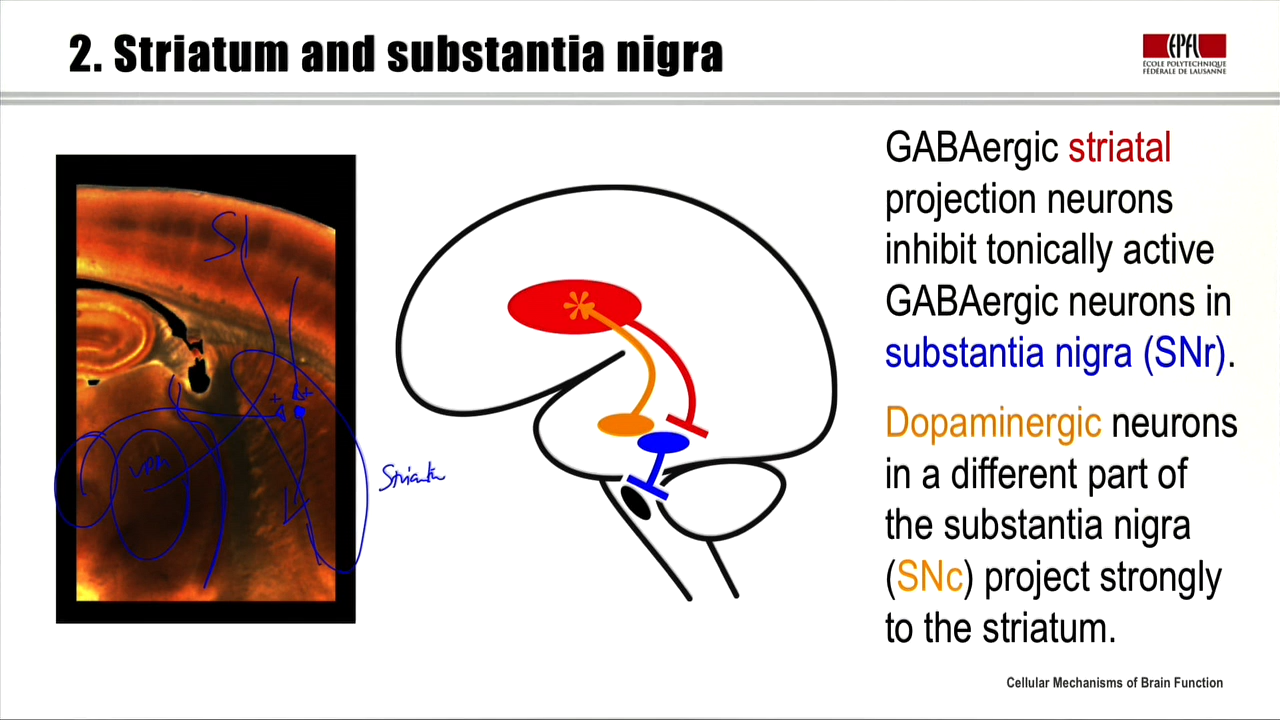 2. Striatum and substantia nigra
EPFL
ÉCOLE POLYTECHNIQUE
FÉDÉRALE DE LAUSANNE
GABAergic striatal
projection neurons
inhibit tonically active
GABAergic neurons in
substantia nigra (SNr).
Dopaminergic neurons
in a different part of
the substantia nigra
(SNc) project strongly
to the striatum.
S1
VPM
+ +
Striatum
*
Cellular Mechanisms of Brain Function